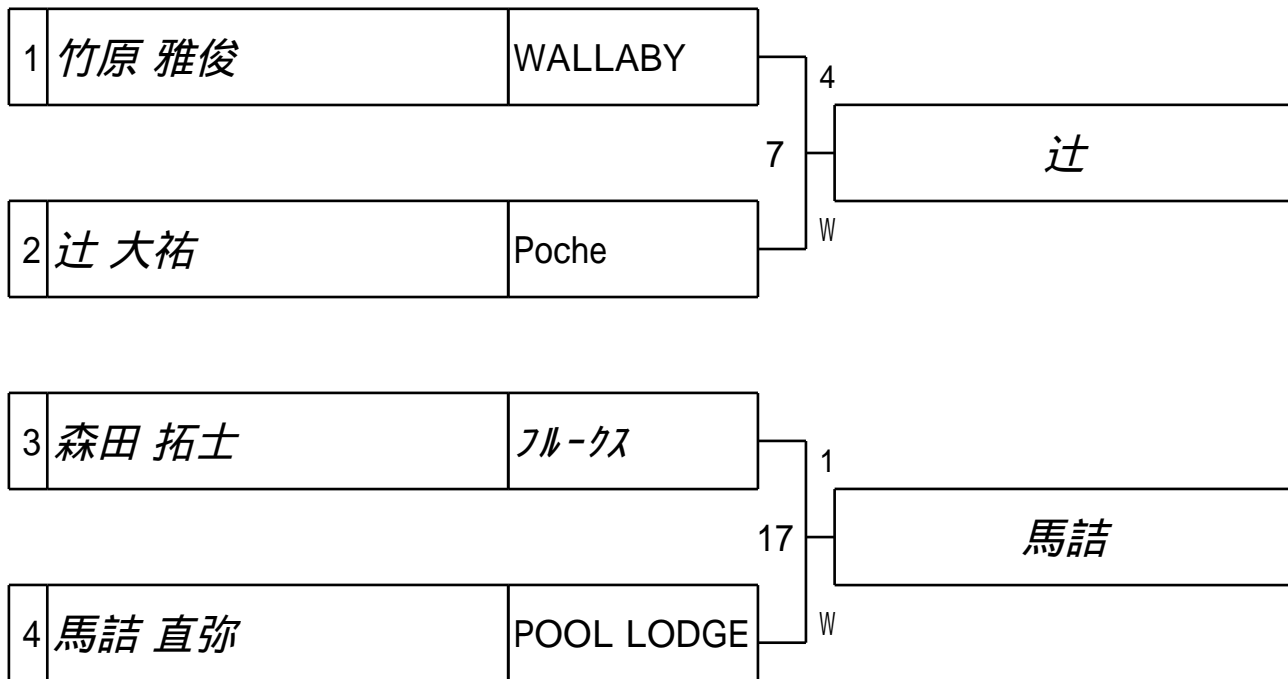 1 竹原 雅俊 WALLABY
4
7
辻
W
2 辻 大祐 Poche
3 森田 拓士 ﾌﾙｰｸｽ
1
17
馬詰
W
4 馬詰 直弥 POOL LODGE